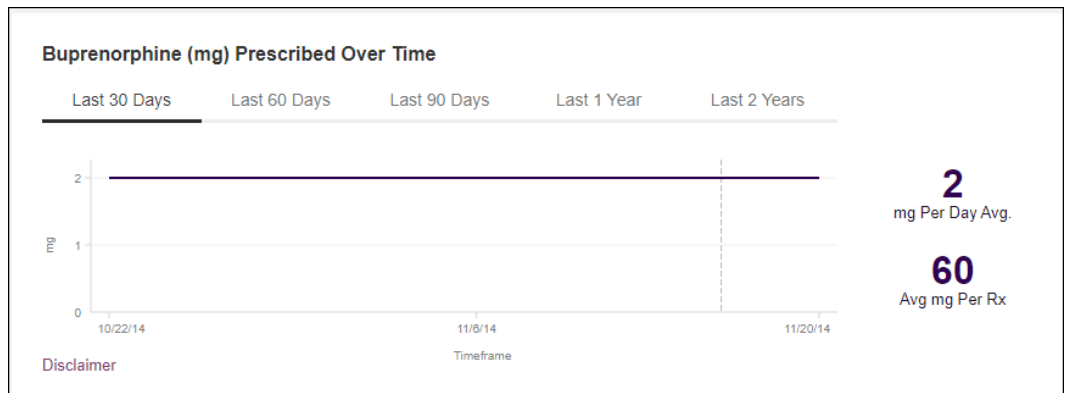 Buprenorphine (mg) Prescribed Over Time
Last 30 Days Last 60 Days Last 90 Days Last 1 Year Last 2 Years
2
mg
1
0
10/22/14 11/6/14 11/20/14
Timeframe
Disclaimer
2
mg Per Day Avg.
60
Avg mg Per Rx